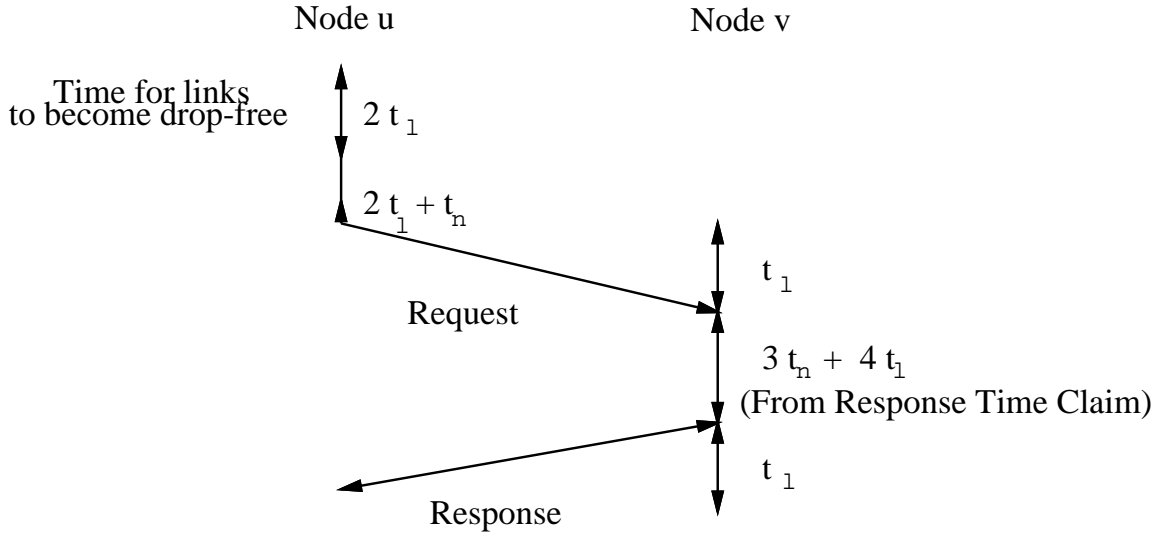 Node u
Node v
Time for links
to become drop-free
2 t l
2 t l + t n
t l
Request
3 t n + 4 t l
(From Response Time Claim)
t l
Response